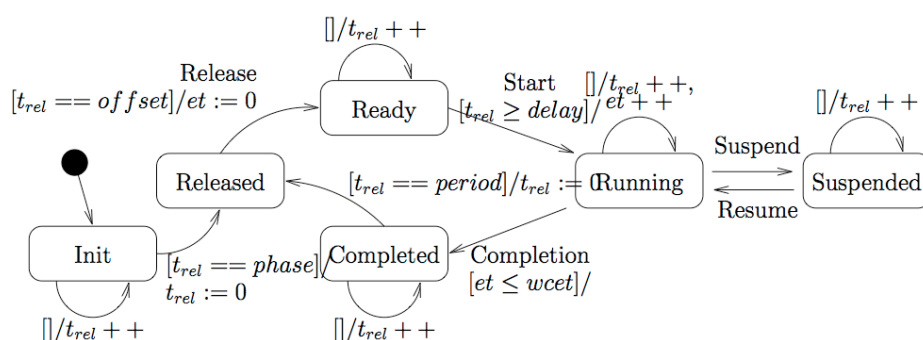 []/t_rel + +
Release
[t_rel == offset]/et := 0
Ready
Start
[t_rel ≥ delay]/
[]/t_rel + +,
et + +
[]/t_rel + +
Released
[t_rel == period]/t_rel := 0
Running
Suspend
Resume
Suspended
Init
[t_rel == phase]/
t_rel := 0
Completed
Completion
[et ≤ wcet]/
[]/t_rel + +
[]/t_rel + +